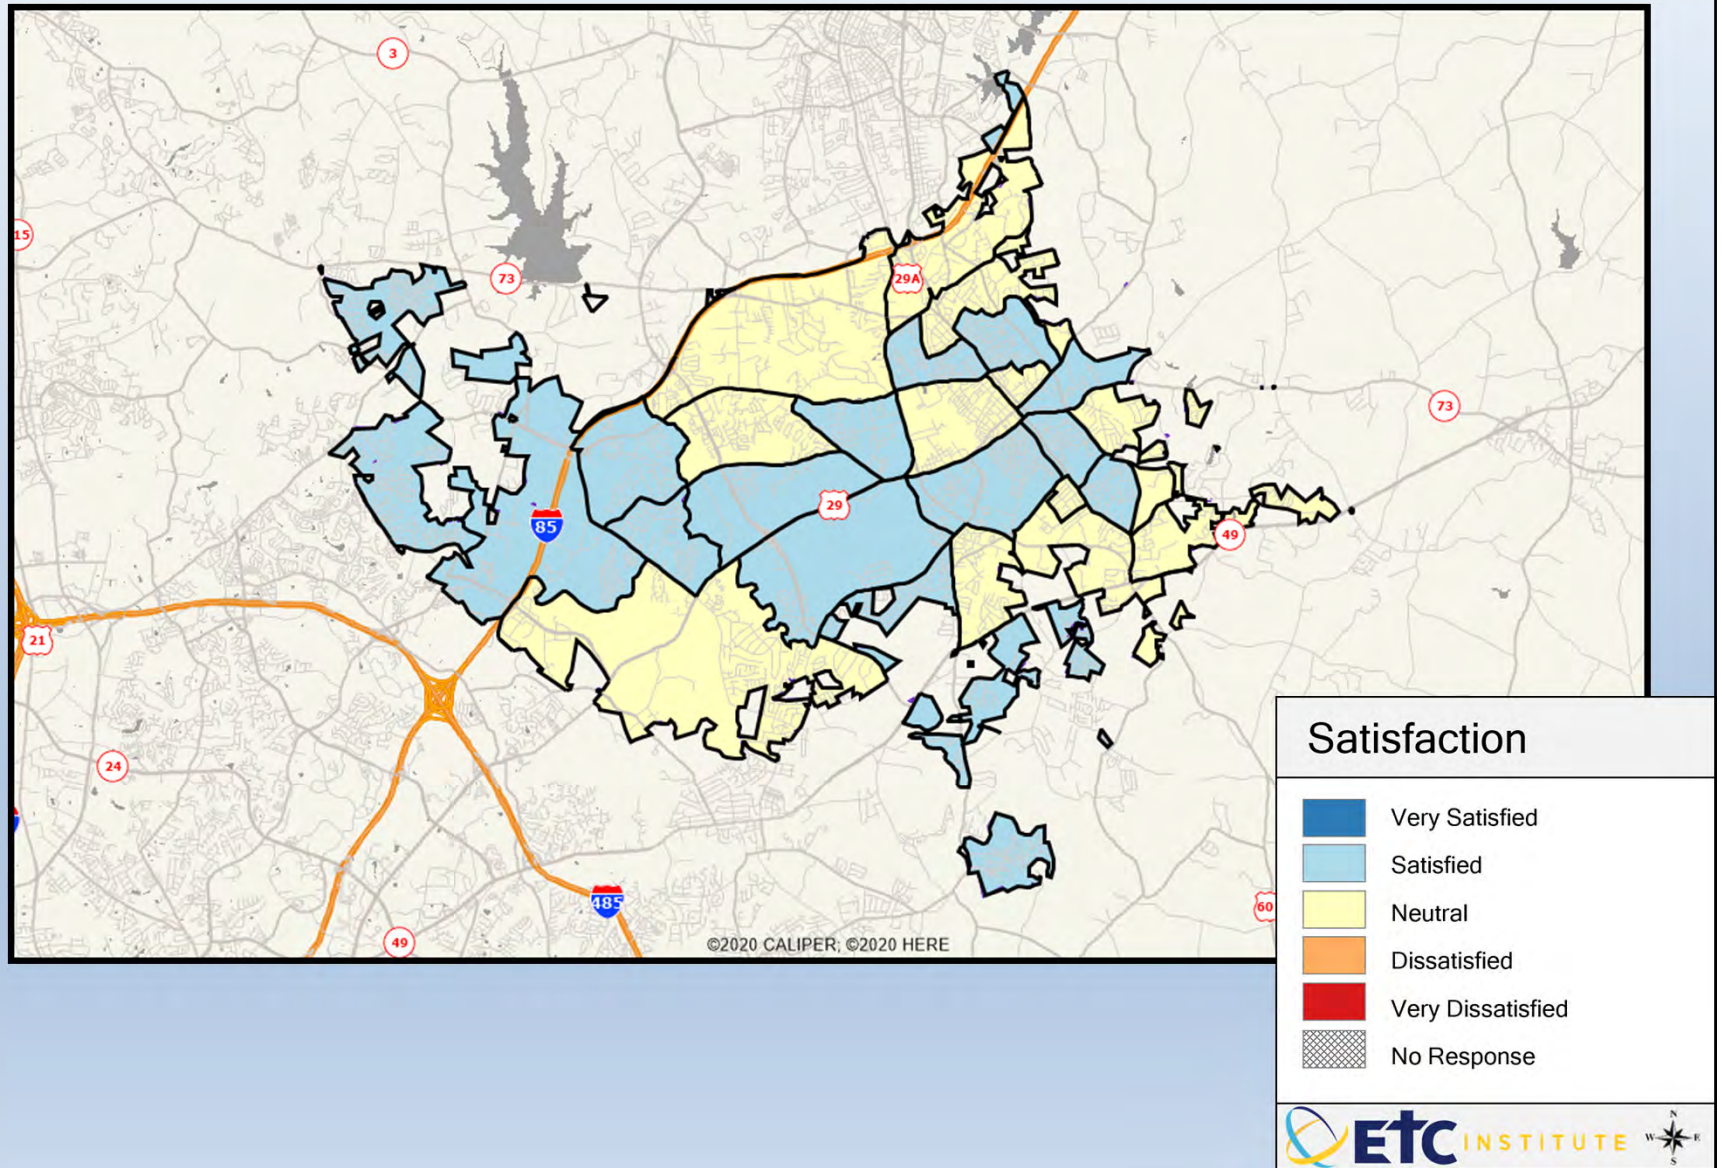 3
15
73
29A
73
29
85
49
21
24
485
60
49
©2020 CALIPER; ©2020 HERE
Satisfaction
Very Satisfied
Satisfied
Neutral
Dissatisfied
Very Dissatisfied
No Response
ETC INSTITUTE
N
W E
S